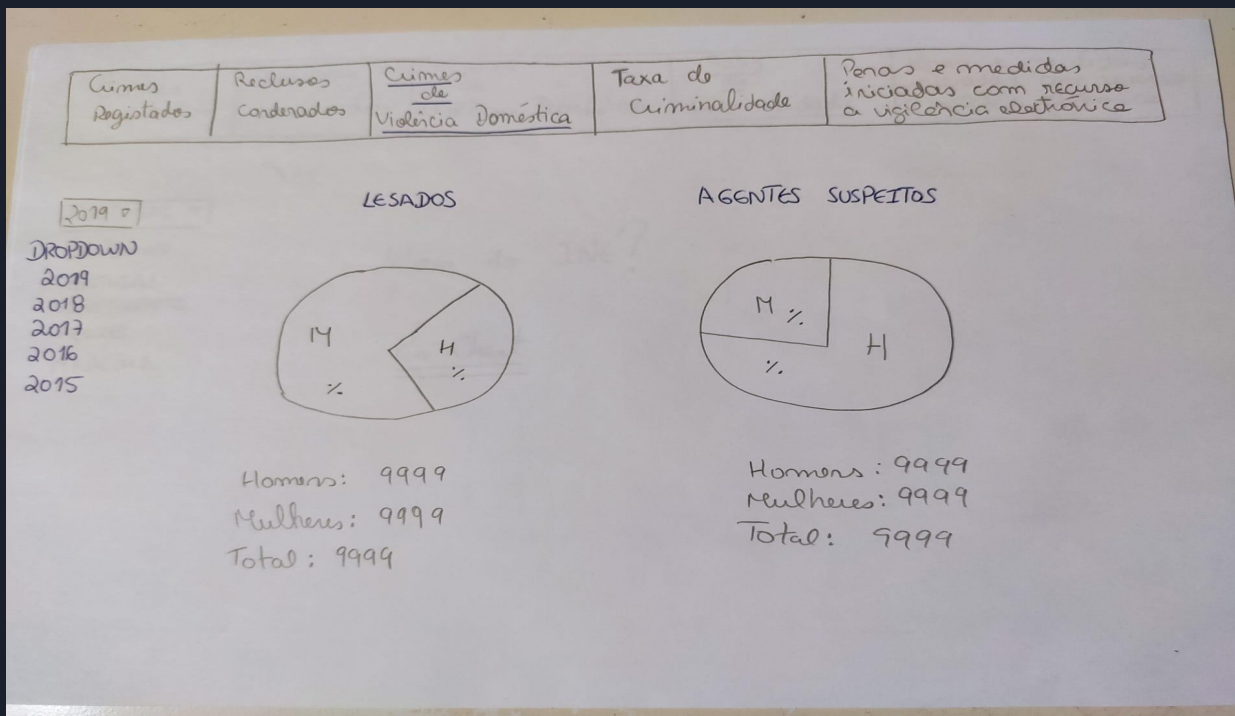 Crimes
Registados
Reclusos
Condenados
Crimes
de
Violência Doméstica
Taxa de
Criminalidade
Penas e medidas
iniciadas com recurso
a vigilância electrónica
LESADOS
AGENTES SUSPEITOS
2019
DROPDOWN
2019
2018
2017
2016
2015
M
%
H
%
M %
%
H
Homens: 9999
Mulheres: 9999
Total: 9999
Homens: 9999
Mulheres: 9999
Total: 9999